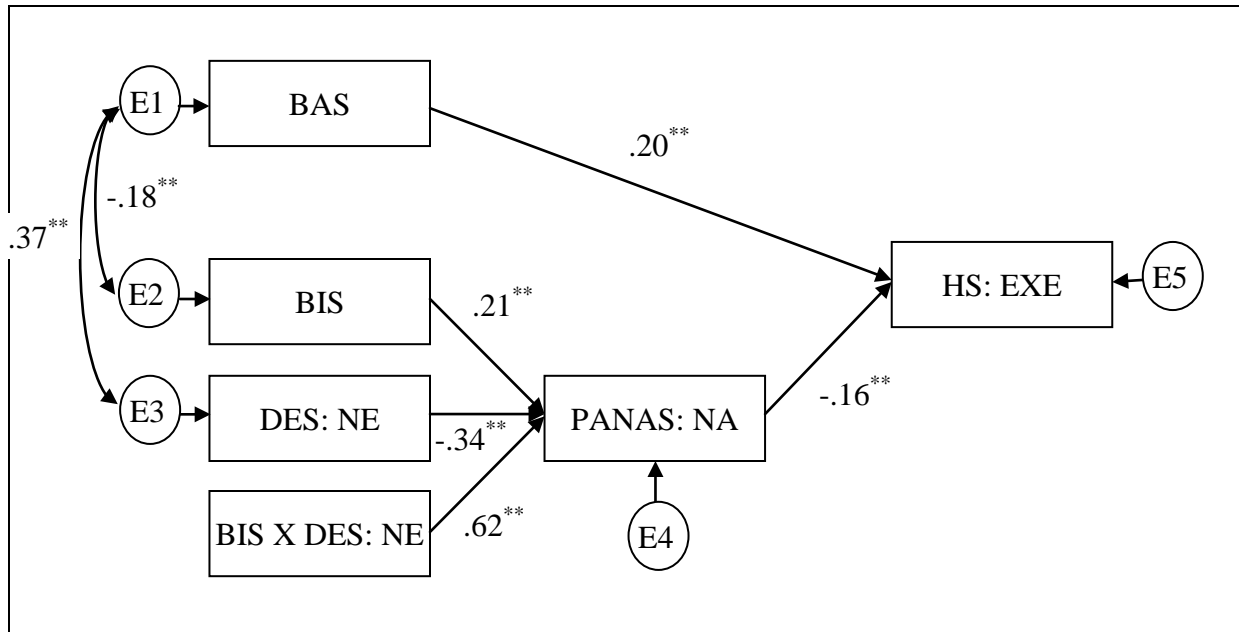 E1
BAS
.20**
-.18**
.37**
E2
BIS
.21**
HS: EXE
E5
E3
DES: NE
-.34**
PANAS: NA
-.16**
BIS X DES: NE
.62**
E4